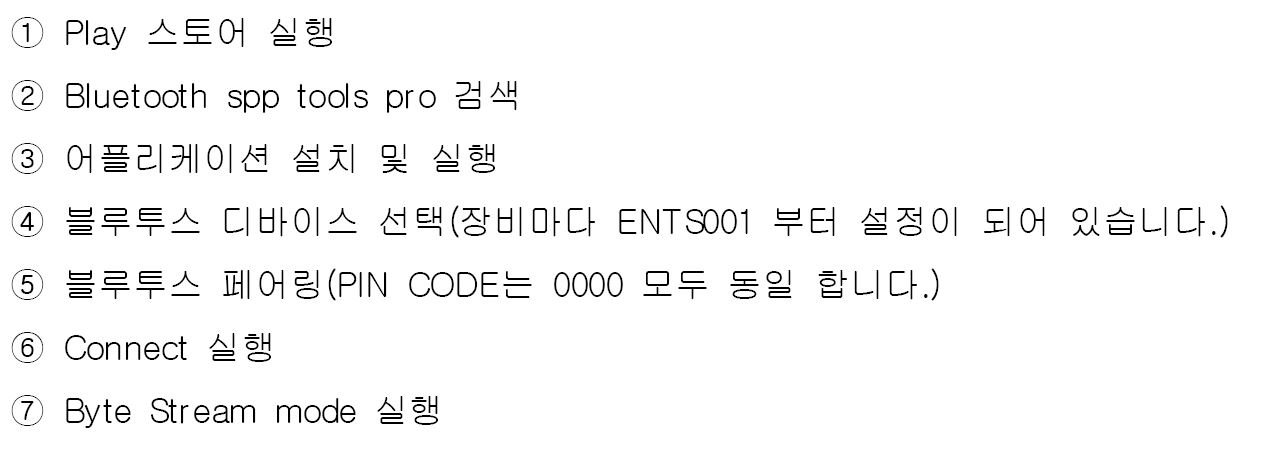 ① Play 스토어 실행
② Bluetooth spp tools pro 검색
③ 어플리케이션 설치 및 실행
④ 블루투스 디바이스 선택(장비마다 ENTS001 부터 설정이 되어 있습니다.)
⑤ 블루투스 페어링(PIN CODE는 0000 모두 동일 합니다.)
⑥ Connect 실행
⑦ Byte Stream mode 실행